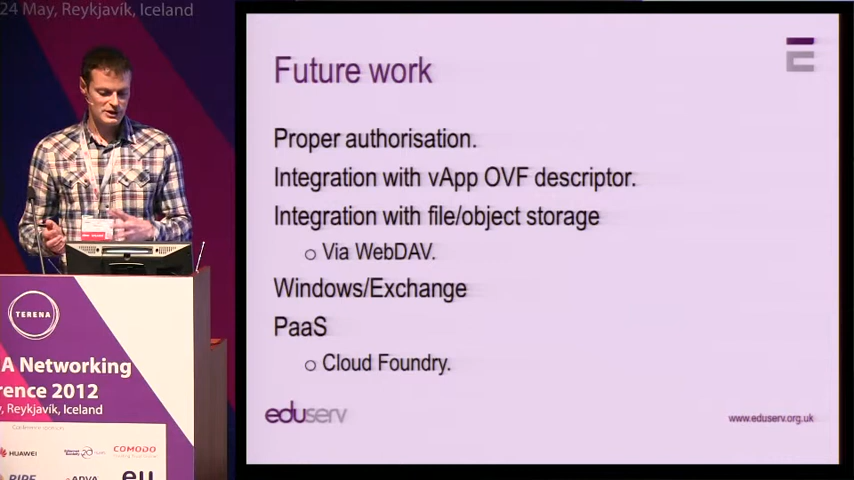 24 May, Reykjavík, Iceland
Future work
Proper authorisation.
Integration with vApp OVF descriptor.
Integration with file/object storage
Via WebDAV.
Windows/Exchange
PaaS
Cloud Foundry.
eduserv
www.eduserv.org.uk
TERENA
A Networking
rence 2012
, Reykjavík, Iceland
HUAWEI
COMODO
RIPE
ADVA
eu